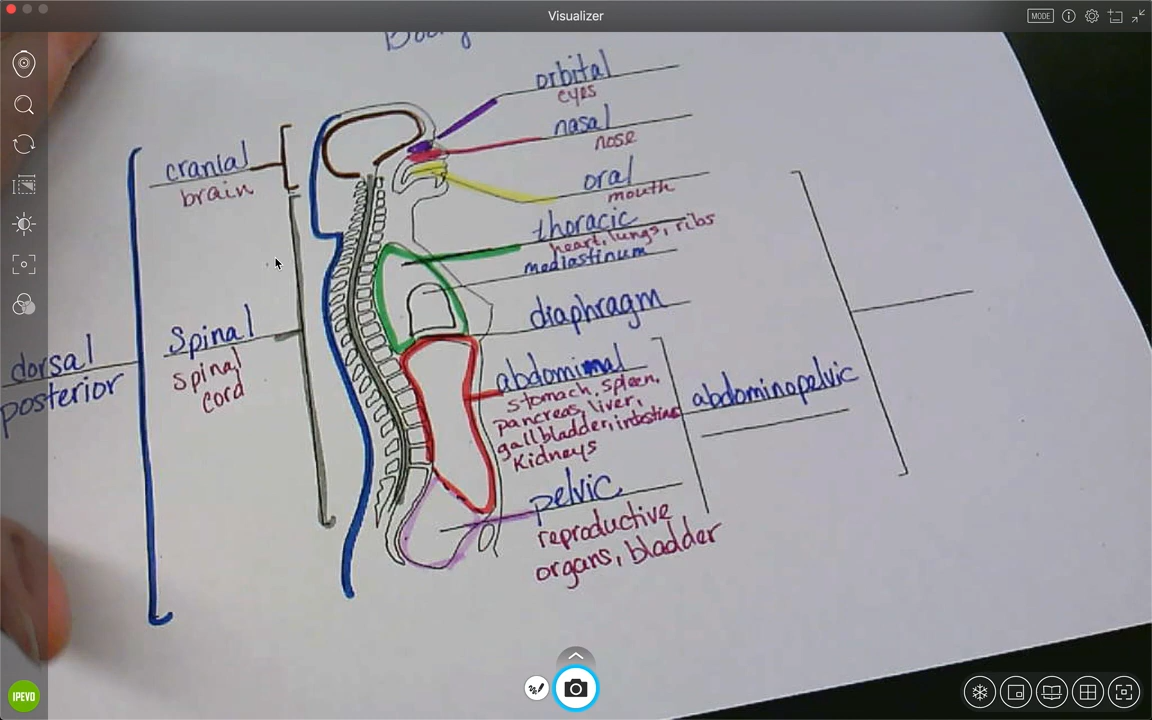 Visualizer
MODE
Body
orbital
eyes
nasal
nose
oral
mouth
thoracic
heart, lungs, ribs
mediastinum
diaphragm
abdominal
stomach, spleen,
pancreas, liver,
gallbladder, intestines
Kidneys
pelvic
reproductive
organs, bladder
abdominopelvic
cranial
brain
Spinal
Spinal
cord
dorsal
posterior
IPEVO